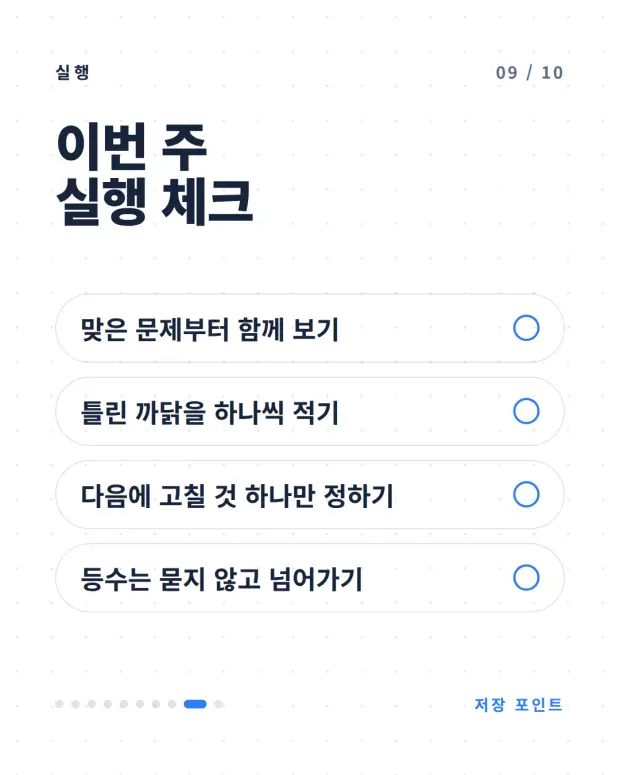 실행
09 / 10
이번 주
실행 체크
맞은 문제부터 함께 보기
틀린 까닭을 하나씩 적기
다음에 고칠 것 하나만 정하기
등수는 묻지 않고 넘어가기
저장 포인트